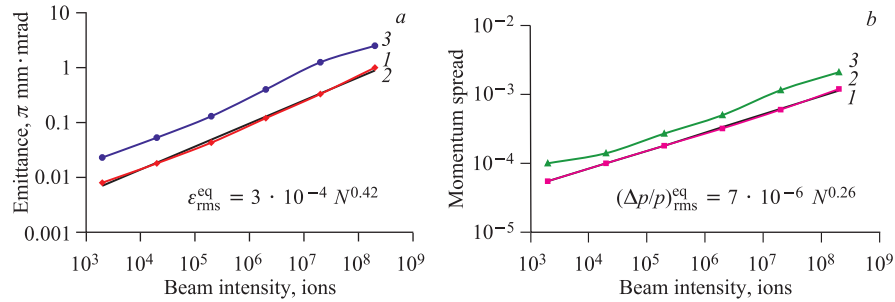 a
10
1
0.1
0.01
0.001
Emittance, π mm·mrad
3
1
2
ε_rms^eq = 3 · 10^−4 N^0.42
10^3 10^4 10^5 10^6 10^7 10^8 10^9
Beam intensity, ions
b
10^−2
10^−3
10^−4
10^−5
Momentum spread
3
2
1
(Δp/p)_rms^eq = 7 · 10^−6 N^0.26
10^3 10^4 10^5 10^6 10^7 10^8 10^9
Beam intensity, ions